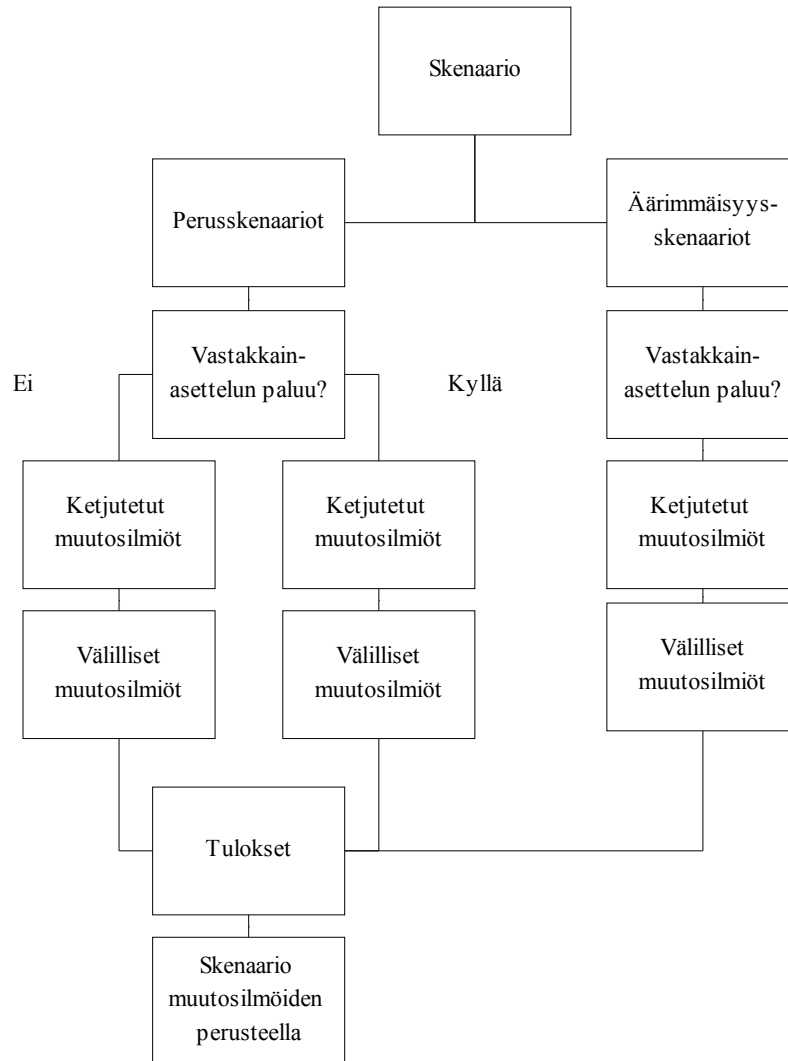 Skenaario
Perusskenaariot
Äärimmäisyys-
skenaariot
Vastakkain-
asettelun paluu?
Vastakkain-
asettelun paluu?
Ei
Kyllä
Ketjutetut
muutosilmiöt
Ketjutetut
muutosilmiöt
Ketjutetut
muutosilmiöt
Välilliset
muutosilmiöt
Välilliset
muutosilmiöt
Välilliset
muutosilmiöt
Tulokset
Skenaario
muutosilmöiden
perusteella